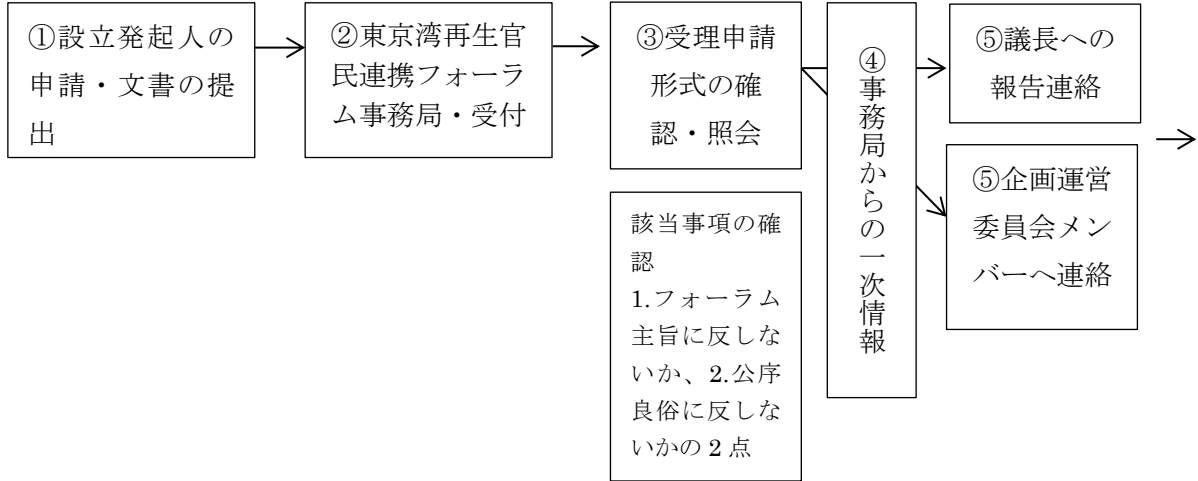 ①設立発起人の
申請・文書の提
出
②東京湾再生官
民連携フォーラ
ム事務局・受付
③受理申請
形式の確
認・照会
該当事項の確
認
1.フォーラム
主旨に反しな
いか、2.公序
良俗に反しな
いかの 2 点
④事務局からの一次情報
⑤議長への
報告連絡
⑤企画運営
委員会メン
バーへ連絡